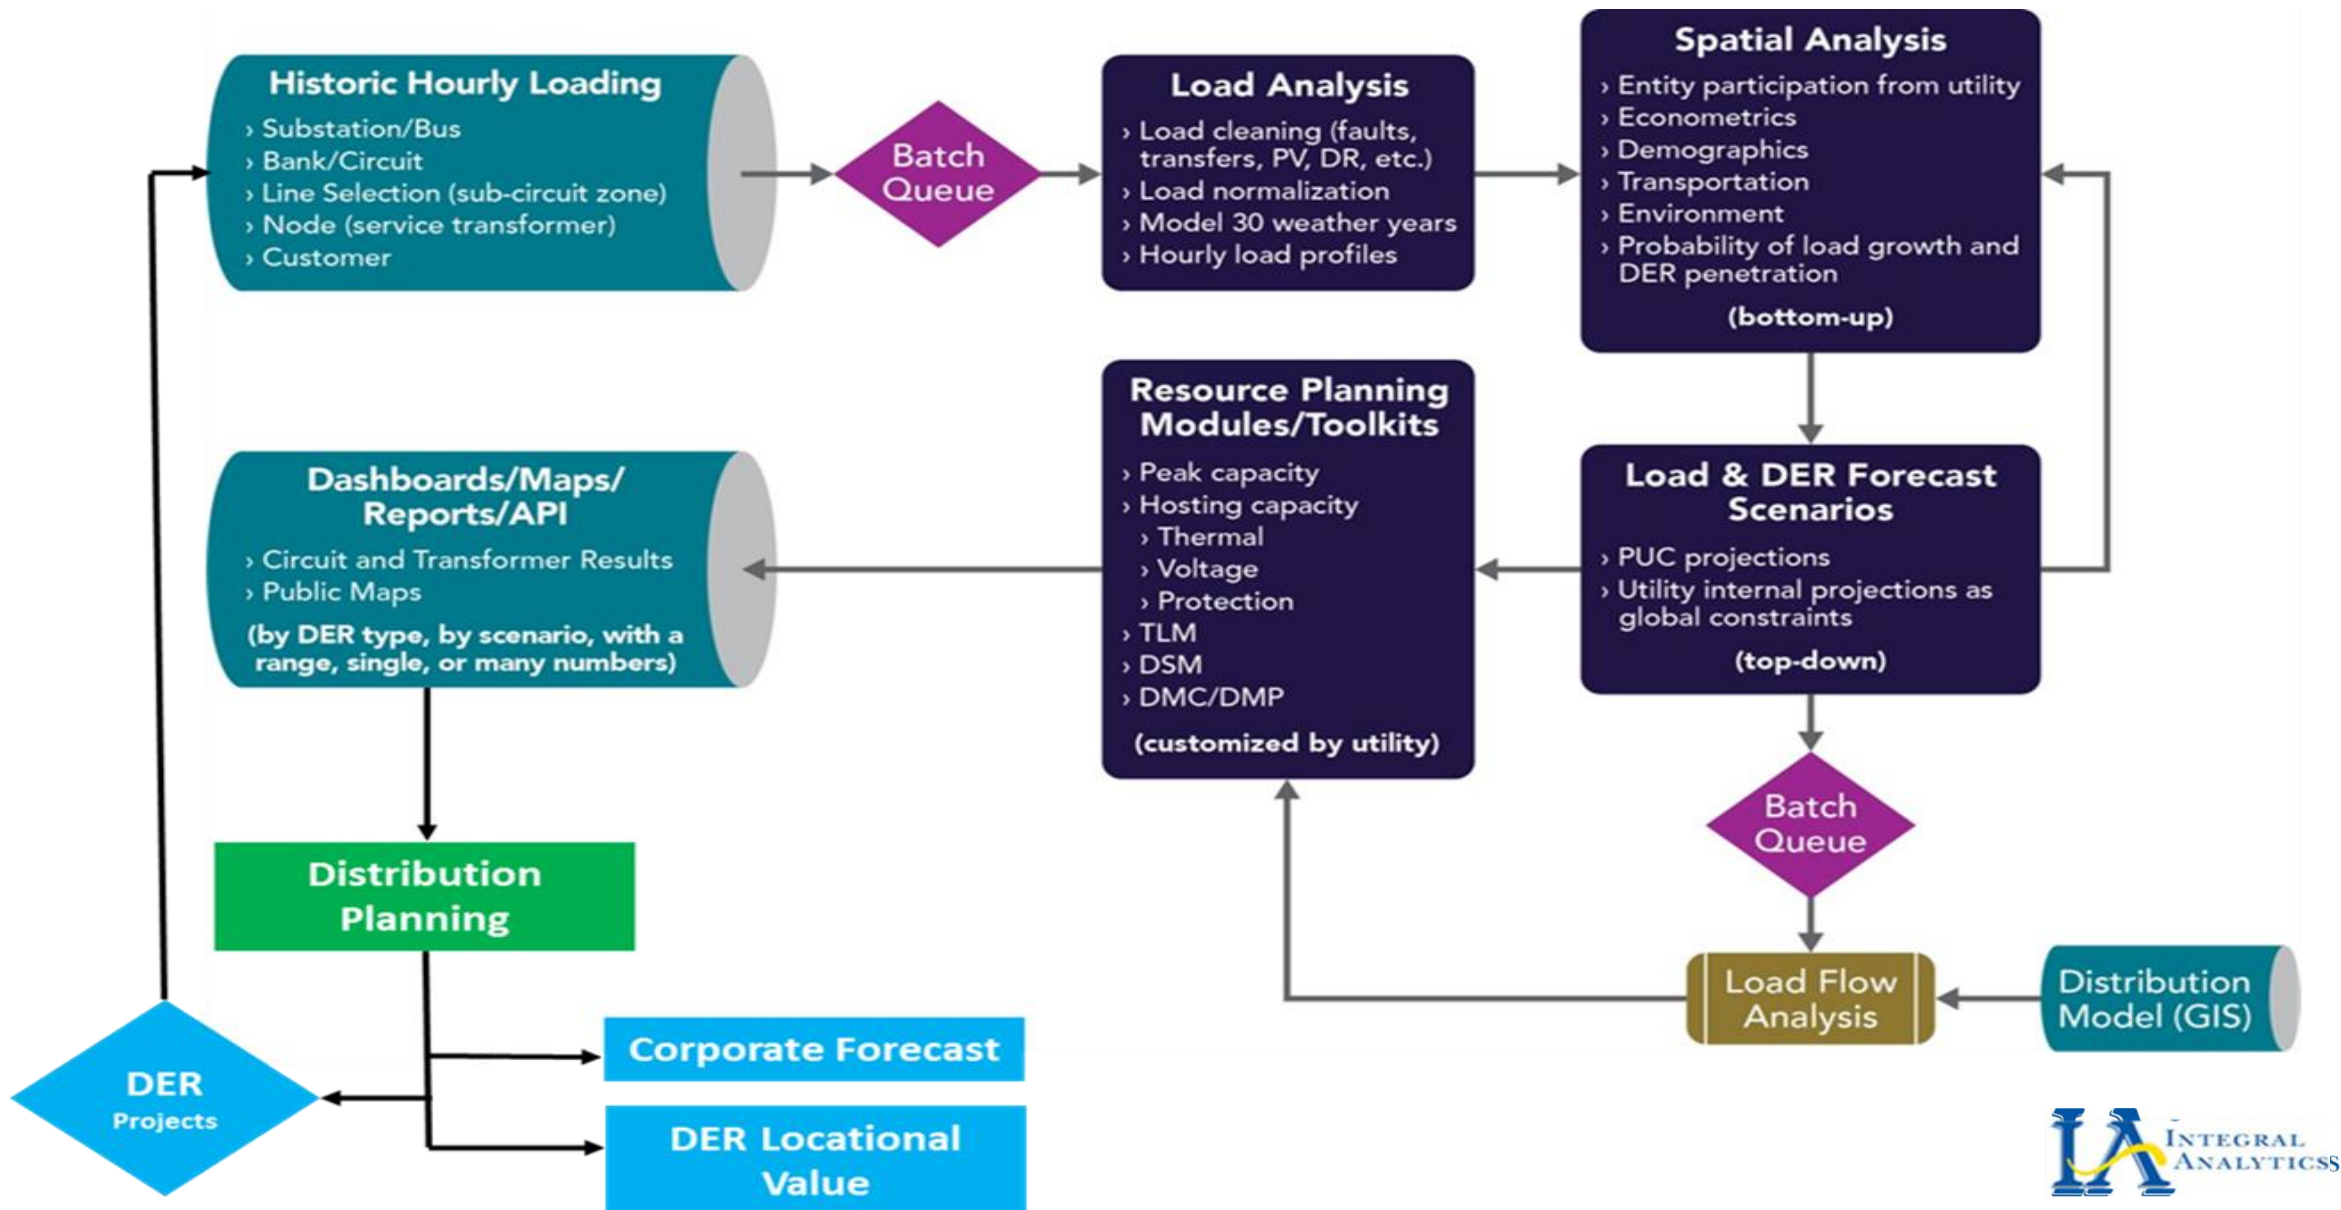 Historic Hourly Loading
› Substation/Bus
› Bank/Circuit
› Line Selection (sub-circuit zone)
› Node (service transformer)
› Customer
Batch
Queue
Load Analysis
› Load cleaning (faults,
transfers, PV, DR, etc.)
› Load normalization
› Model 30 weather years
› Hourly load profiles
Spatial Analysis
› Entity participation from utility
› Econometrics
› Demographics
› Transportation
› Environment
› Probability of load growth and
DER penetration
(bottom-up)
Dashboards/Maps/
Reports/API
› Circuit and Transformer Results
› Public Maps
(by DER type, by scenario, with a
range, single, or many numbers)
Resource Planning
Modules/Toolkits
› Peak capacity
› Hosting capacity
› Thermal
› Voltage
› Protection
› TLM
› DSM
› DMC/DMP
(customized by utility)
Load & DER Forecast
Scenarios
› PUC projections
› Utility internal projections as
global constraints
(top-down)
Batch
Queue
Distribution
Planning
Load Flow
Analysis
Distribution
Model (GIS)
Corporate Forecast
DER
Projects
DER Locational
Value
IA
INTEGRAL
ANALYTICSS